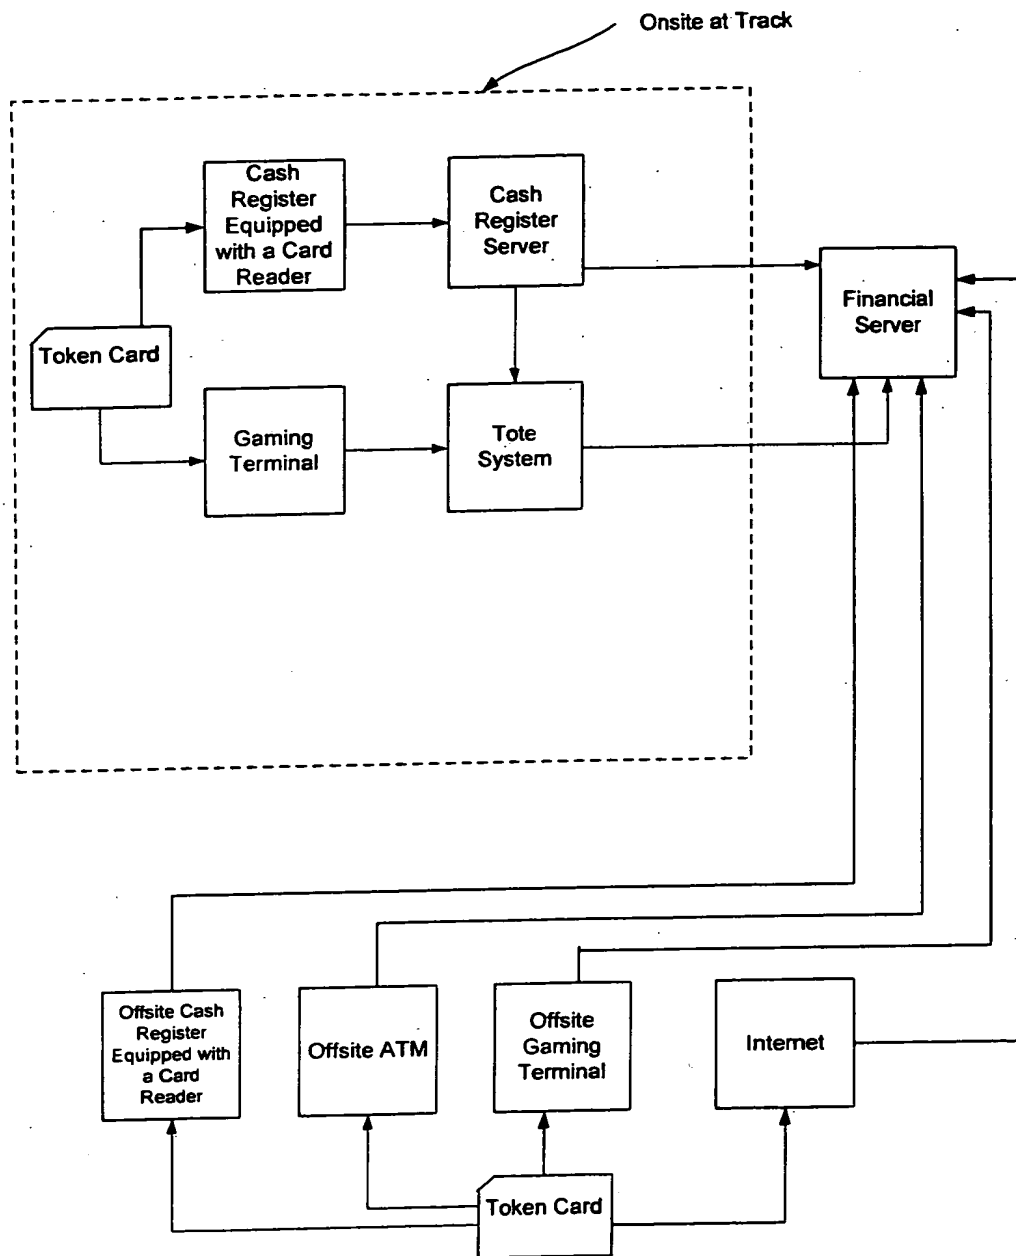 Onsite at Track
Cash
Register
Equipped
with a Card
Reader
Cash
Register
Server
Financial
Server
Token Card
Gaming
Terminal
Tote
System
Offsite Cash
Register
Equipped with
a Card
Reader
Offsite ATM
Offsite
Gaming
Terminal
Internet
Token Card